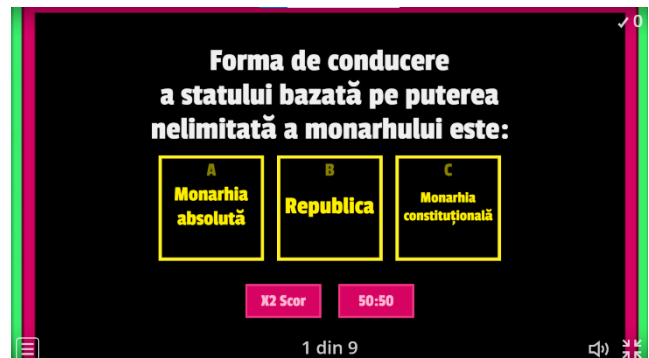 ✓ 0
Forma de conducere
a statului bazată pe puterea
nelimitată a monarhului este:
A
Monarhia
absolută
B
Republica
C
Monarhia
constituțională
X2 Scor
50:50
1 din 9